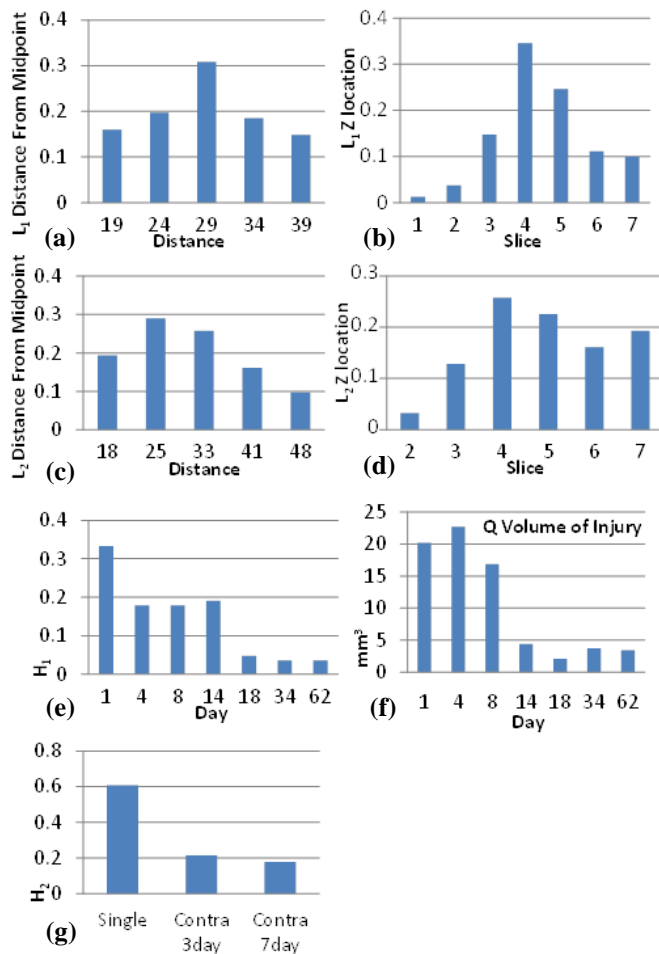 L1 Distance From Midpoint
0.4
0.3
0.2
0.1
0
19 24 29 34 39
Distance
(a)
L1 Z location
0.4
0.3
0.2
0.1
0
1 2 3 4 5 6 7
Slice
(b)
L2 Distance From Midpoint
0.4
0.3
0.2
0.1
0
18 25 33 41 48
Distance
(c)
L2 Z location
0.3
0.2
0.1
0
2 3 4 5 6 7
Slice
(d)
H1
0.4
0.3
0.2
0.1
0
1 4 8 14 18 34 62
Day
(e)
Q Volume of Injury
mm³
25
20
15
10
5
0
1 4 8 14 18 34 62
Day
(f)
H2
0.8
0.6
0.4
0.2
0
Single
Contra
3day
Contra
7day
(g)